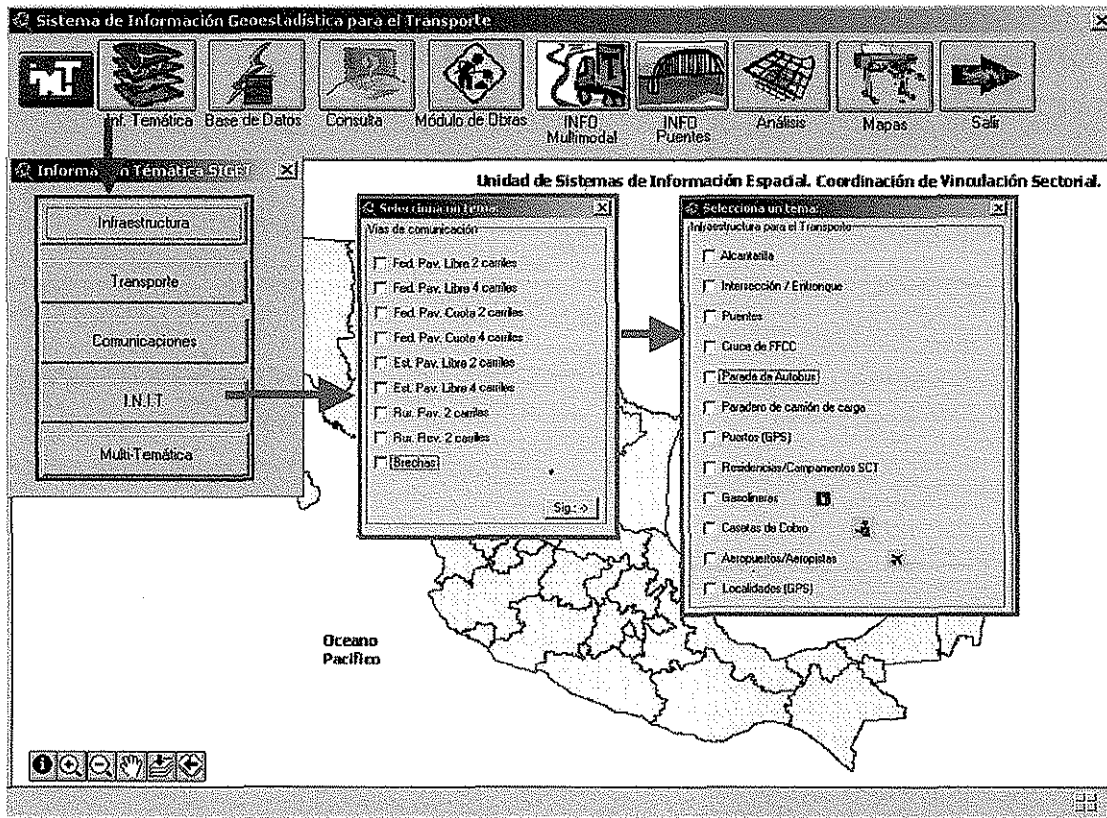 Sistema de Información Geoestadística para el Transporte
IMT
Inf. Temática
Base de Datos
Consulta
Módulo de Obras
INFO Multimodal
INFO Puentes
Análisis
Mapas
Salir
Información Temática SIGET
Infraestructura
Transporte
Comunicaciones
I.N.I.T
Multi-Temática
Unidad de Sistemas de Información Espacial. Coordinación de Vinculación Sectorial.
Selecciona un tema:
Vías de comunicación
Fed. Pav. Libre 2 carriles
Fed. Pav. Libre 4 carriles
Fed. Pav. Cuota 2 carriles
Fed. Pav. Cuota 4 carriles
Est. Pav. Libre 2 carriles
Est. Pav. Libre 4 carriles
Rur. Pav. 2 carriles
Rur. Rev. 2 carriles
Brechas
Sig.: ->
Selecciona un tema:
Infraestructura para el Transporte
Alcantarilla
Intersección / Entronque
Puentes
Cruce de FFCC
Parada de Autobus
Paradero de camión de carga
Puertos (GPS)
Residencias/Campamentos SCT
Gasolineras
Casetas de Cobro
Aeropuertos/Aeropistas
Localidades (GPS)
Oceano
Pacifico